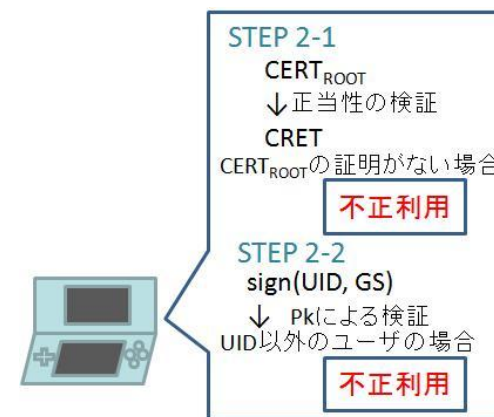 STEP 2-1
CERT_ROOT
↓正当性の検証
CRET
CERT_ROOTの証明がない場合
不正利用
STEP 2-2
sign(UID, GS)
↓ Pkによる検証
UID以外のユーザの場合
不正利用